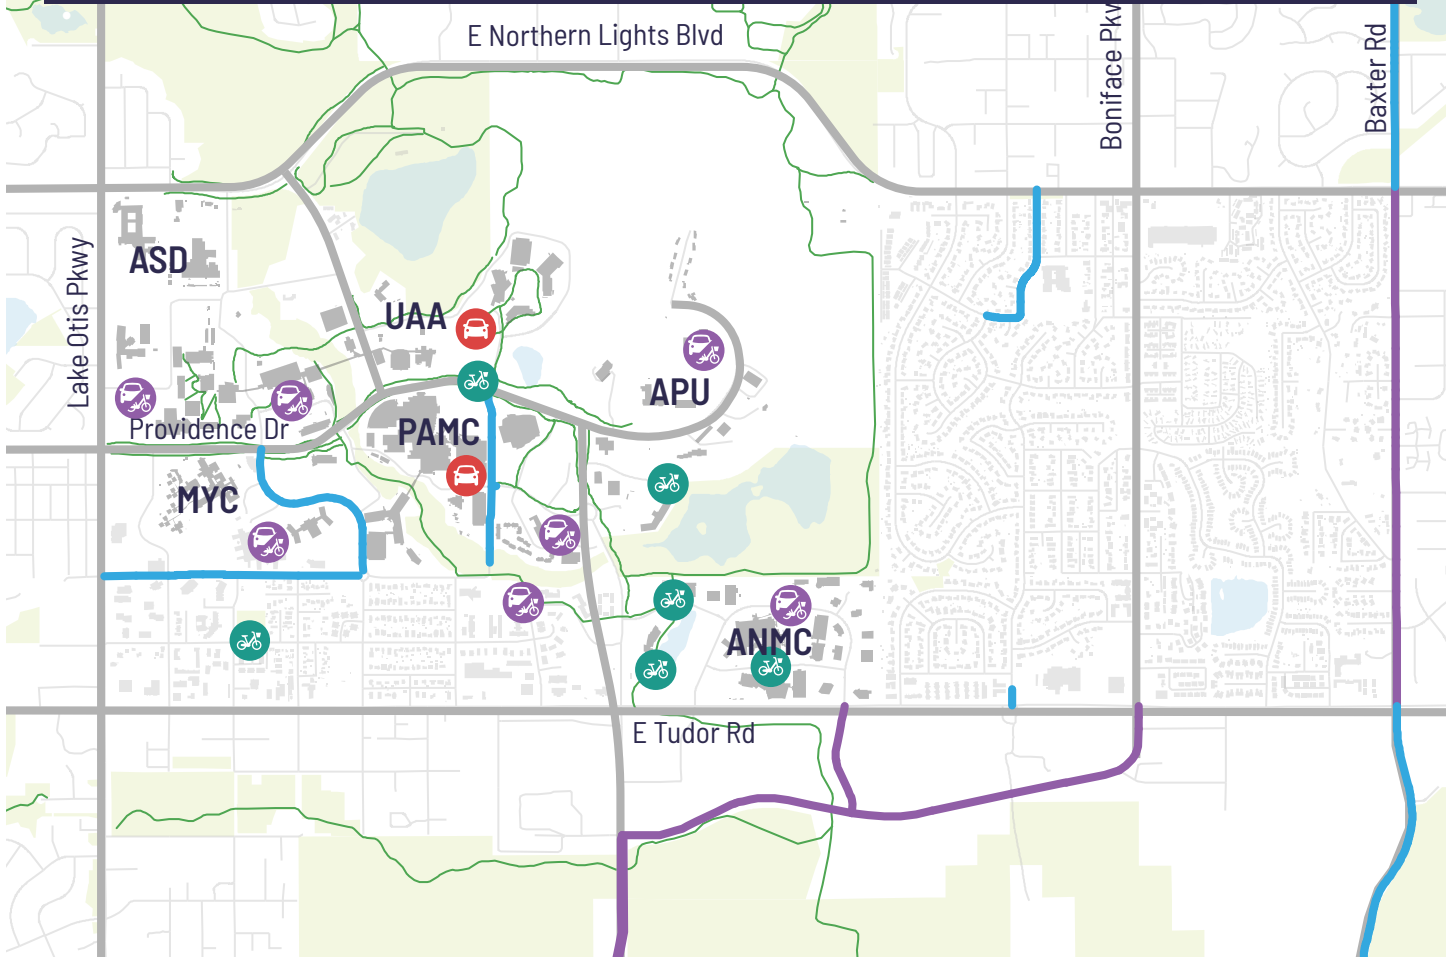 E Northern Lights Blvd
Boniface Pkw
Baxter Rd
ASD
Lake Otis Pkwy
UAA
APU
Providence Dr
PAMC
MYC
ANMC
E Tudor Rd